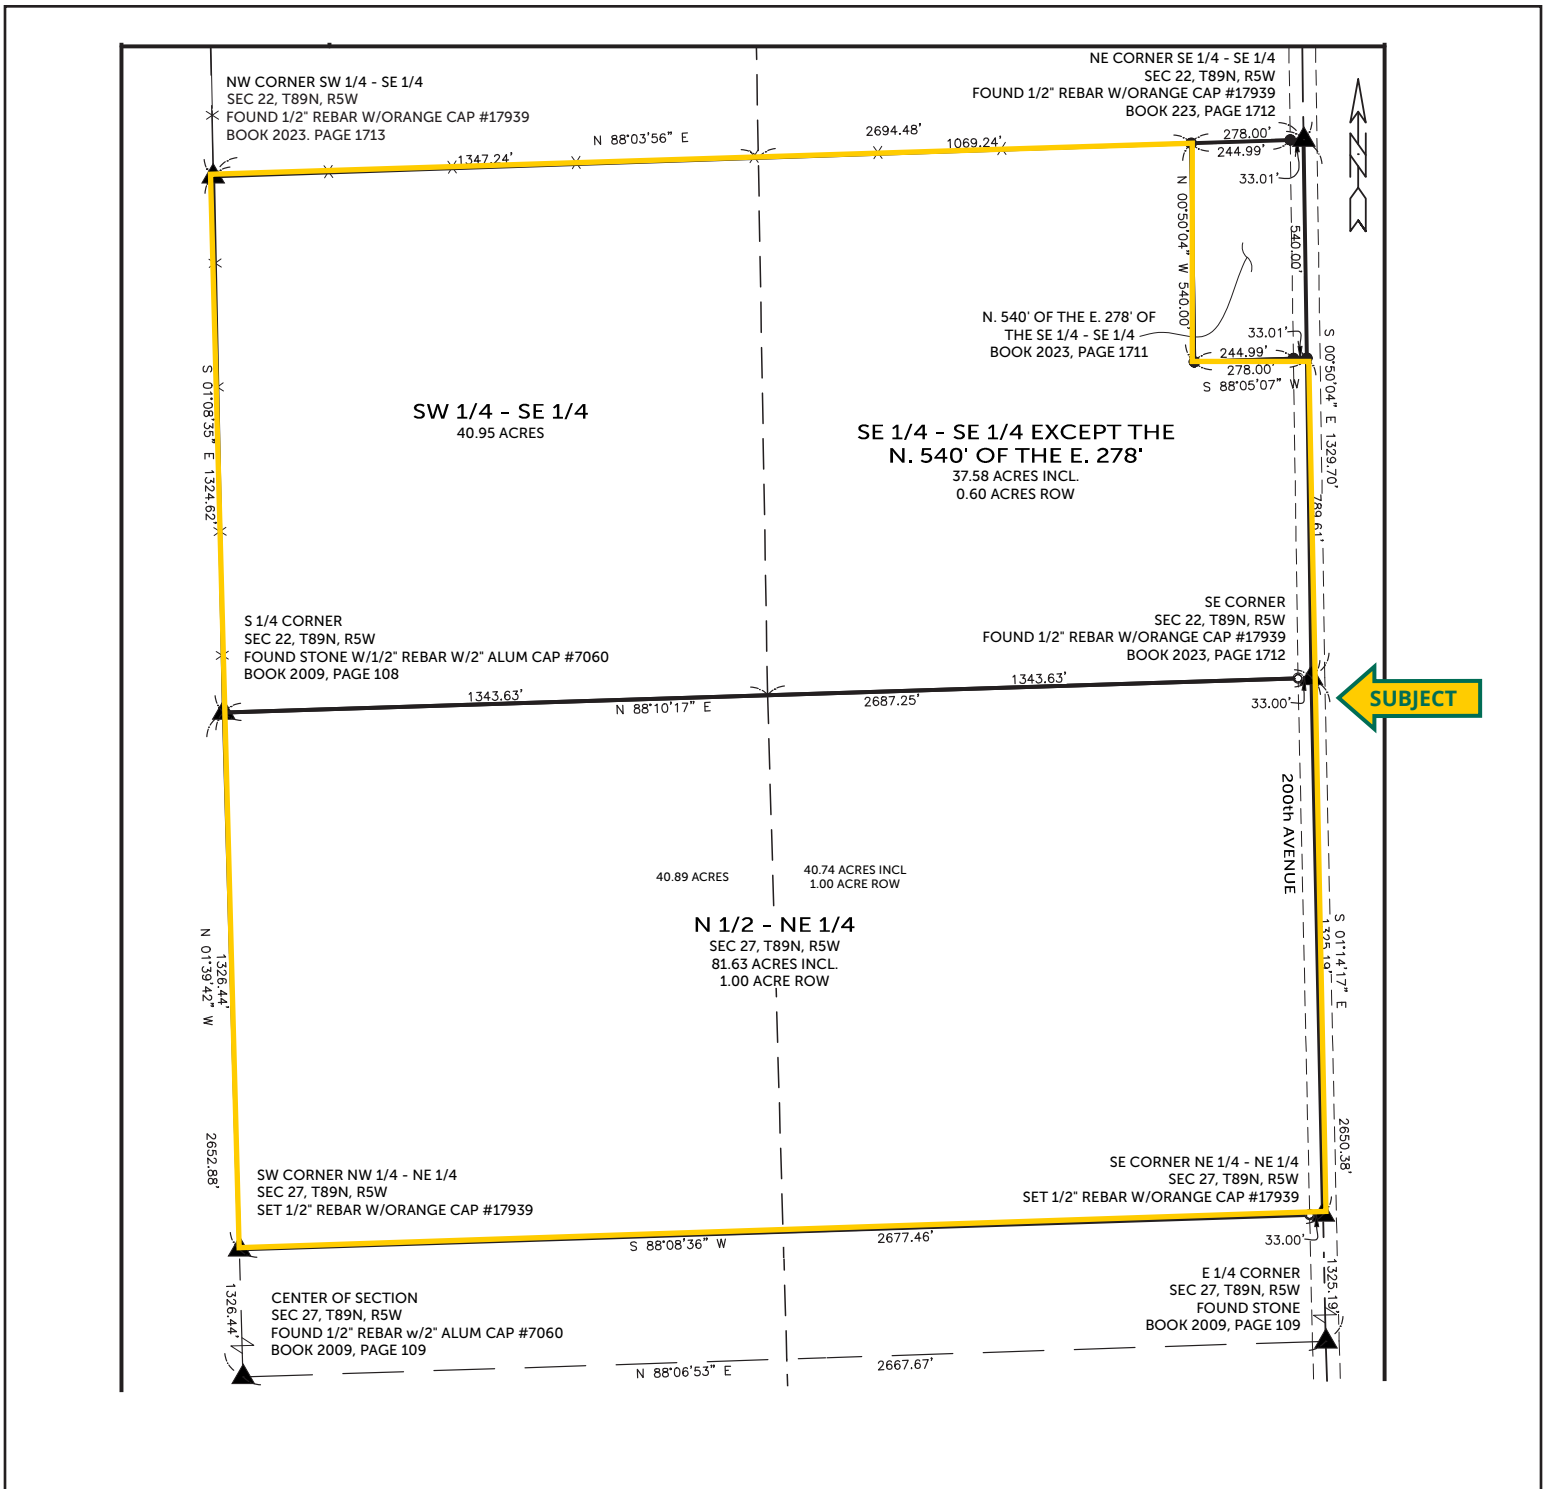 NW CORNER SW 1/4 - SE 1/4
SEC 22, T89N, R5W
FOUND 1/2" REBAR W/ORANGE CAP #17939
BOOK 2023. PAGE 1713
NE CORNER SE 1/4 - SE 1/4
SEC 22, T89N, R5W
FOUND 1/2" REBAR W/ORANGE CAP #17939
BOOK 223, PAGE 1712
N 88°03'56" E
2694.48'
1347.24'
1069.24'
278.00'
244.99'
33.01'
N
N 00°50'04" W 540.00'
540.00'
N. 540' OF THE E. 278' OF
THE SE 1/4 - SE 1/4
BOOK 2023, PAGE 1711
33.01'
244.99'
278.00'
S 88°05'07" W
S 00°50'04" E 1329.70'
789.61'
S 01°08'35" E 1324.62'
SW 1/4 - SE 1/4
40.95 ACRES
SE 1/4 - SE 1/4 EXCEPT THE
N. 540' OF THE E. 278'
37.58 ACRES INCL.
0.60 ACRES ROW
S 1/4 CORNER
SEC 22, T89N, R5W
FOUND STONE W/1/2" REBAR W/2" ALUM CAP #7060
BOOK 2009, PAGE 108
SE CORNER
SEC 22, T89N, R5W
FOUND 1/2" REBAR W/ORANGE CAP #17939
BOOK 2023, PAGE 1712
1343.63'
N 88°10'17" E
2687.25'
1343.63'
33.00'
SUBJECT
200th AVENUE
40.89 ACRES
40.74 ACRES INCL
1.00 ACRE ROW
N 1/2 - NE 1/4
SEC 27, T89N, R5W
81.63 ACRES INCL.
1.00 ACRE ROW
N 01°39'42" W
1326.44'
1325.19'
S 01°14'17" E
2652.88'
2650.38'
SW CORNER NW 1/4 - NE 1/4
SEC 27, T89N, R5W
SET 1/2" REBAR W/ORANGE CAP #17939
SE CORNER NE 1/4 - NE 1/4
SEC 27, T89N, R5W
SET 1/2" REBAR W/ORANGE CAP #17939
S 88°08'36" W
2677.46'
33.00'
1326.44'
CENTER OF SECTION
SEC 27, T89N, R5W
FOUND 1/2" REBAR w/2" ALUM CAP #7060
BOOK 2009, PAGE 109
E 1/4 CORNER
SEC 27, T89N, R5W
FOUND STONE
BOOK 2009, PAGE 109
1325.19'
N 88°06'53" E
2667.67'